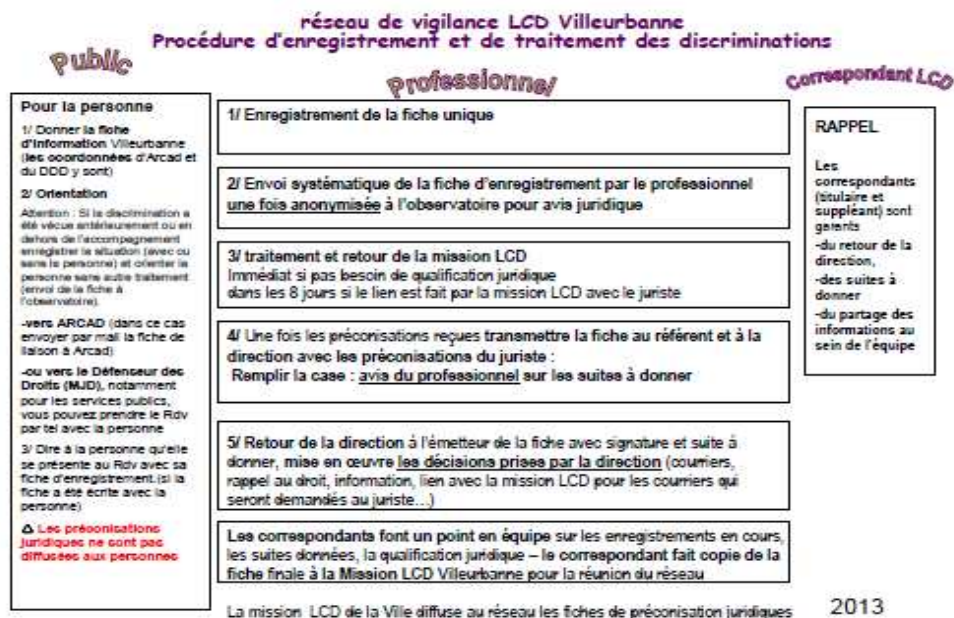 réseau de vigilance LCD Villeurbanne
Procédure d'enregistrement et de traitement des discriminations
Public
Professionnel
Correspondant LCD
Pour la personne
1/ Donner la fiche
d'information Villeurbanne
(les coordonnées d'Arcad et
du DDD y sont)
2/ Orientation
Attention : Si la discrimination a
été vécue antérieurement ou en
dehors de l'accompagnement
enregistrer la situation (avec ou
sans la personne) et orienter la
personne sans autre traitement
(envoi de la fiche à
l'observatoire).
-vers ARCAD (dans ce cas
envoyer par mail la fiche de
liaison à Arcad)
-ou vers le Défenseur des
Droits (MJD), notamment
pour les services publics,
vous pouvez prendre le Rdv
par tel avec la personne
3/ Dire à la personne qu'elle
se présente au Rdv avec sa
fiche d'enregistrement.(si la
fiche a été écrite avec la
personne)
⚠ Les préconisations
juridiques ne sont pas
diffusées aux personnes
1/ Enregistrement de la fiche unique
2/ Envoi systématique de la fiche d'enregistrement par le professionnel
une fois anonymisée à l'observatoire pour avis juridique
3/ traitement et retour de la mission LCD
Immédiat si pas besoin de qualification juridique
dans les 8 jours si le lien est fait par la mission LCD avec le juriste
4/ Une fois les préconisations reçues transmettre la fiche au référent et à la
direction avec les préconisations du juriste :
Remplir la case : avis du professionnel sur les suites à donner
5/ Retour de la direction à l'émetteur de la fiche avec signature et suite à
donner, mise en œuvre les décisions prises par la direction (courriers,
rappel au droit, information, lien avec la mission LCD pour les courriers qui
seront demandés au juriste…)
Les correspondants font un point en équipe sur les enregistrements en cours,
les suites données, la qualification juridique – le correspondant fait copie de la
fiche finale à la Mission LCD Villeurbanne pour la réunion du réseau
La mission LCD de la Ville diffuse au réseau les fiches de préconisation juridiques
RAPPEL
Les
correspondants
(titulaire et
suppléant) sont
garants
-du retour de la
direction,
-des suites à
donner
-du partage des
informations au
sein de l'équipe
2013